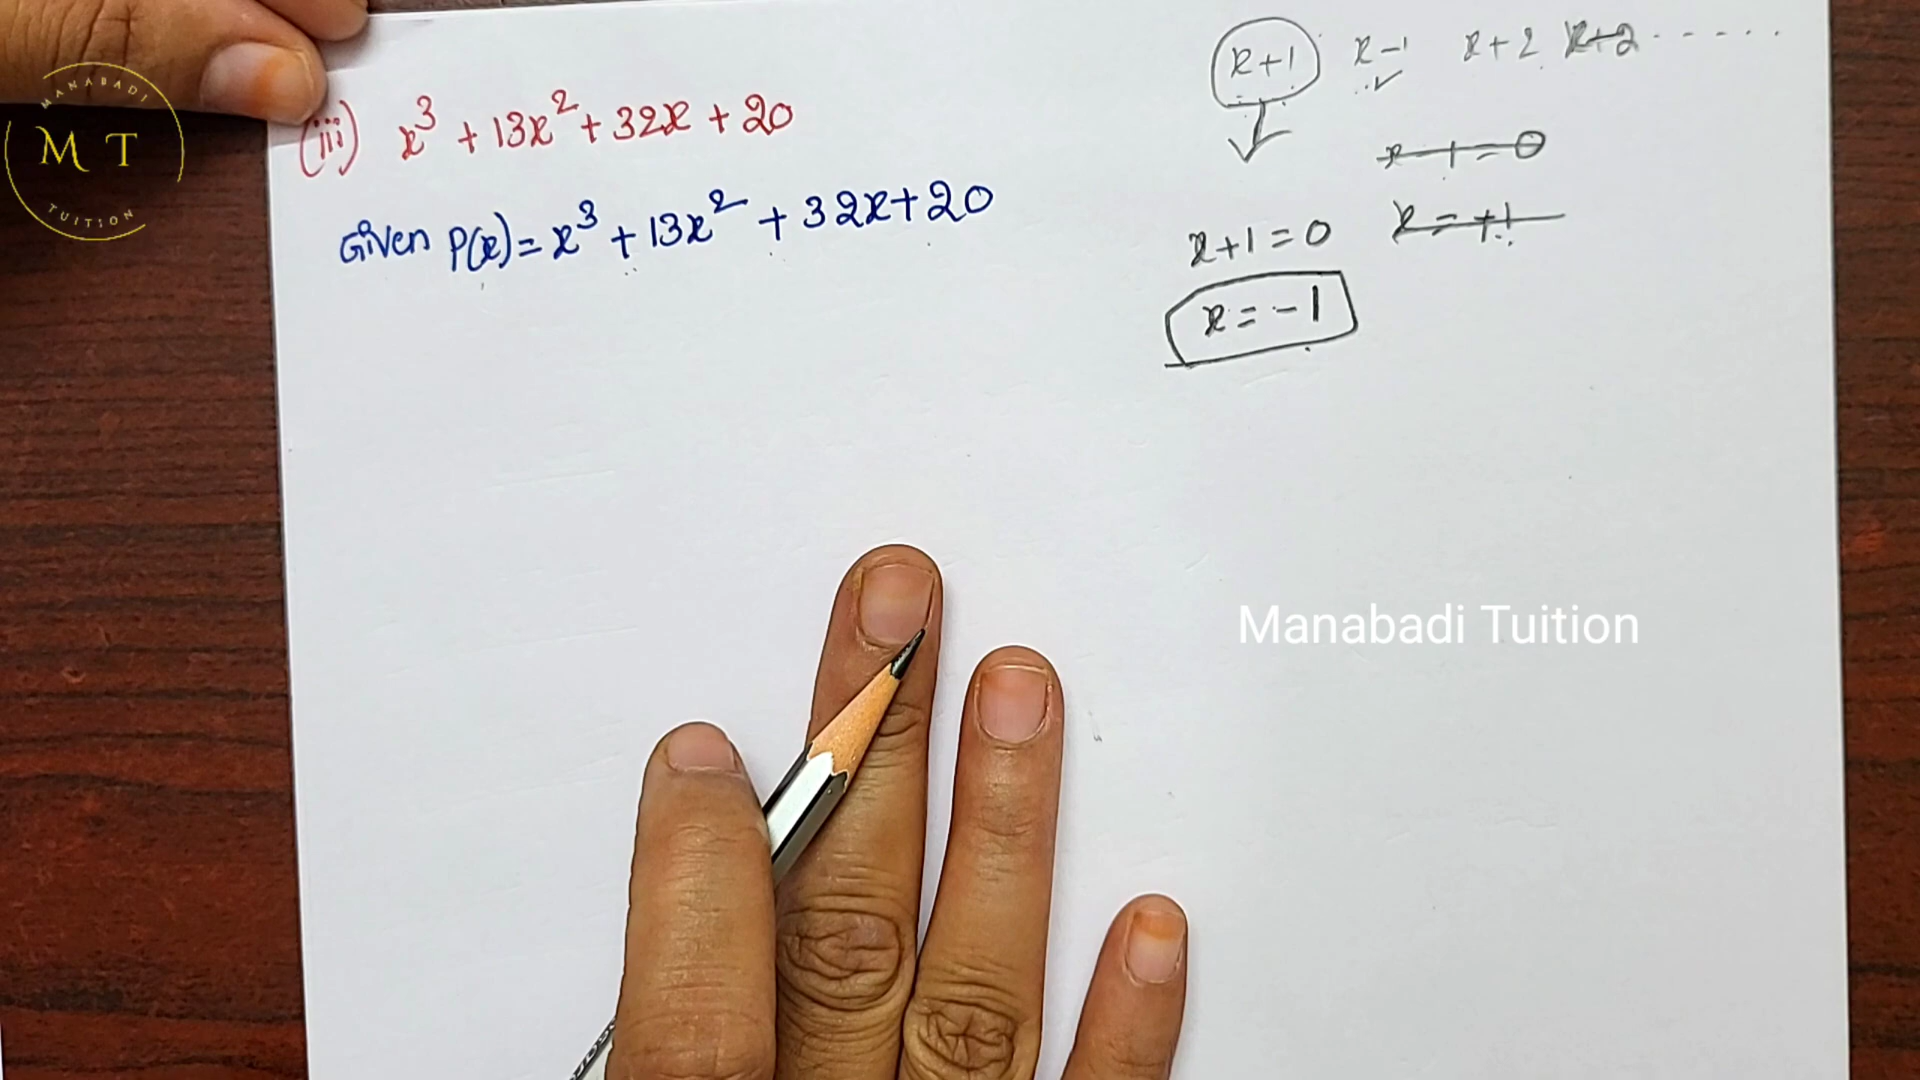 MANABADI
MT
TUITION
(iii) x³ + 13x² + 32x + 20
Given P(x) = x³ + 13x² + 32x + 20
x+1 x-1 x+2 x+2 ......
x-1=0
x=+1
x+1=0
x=-1
Manabadi Tuition